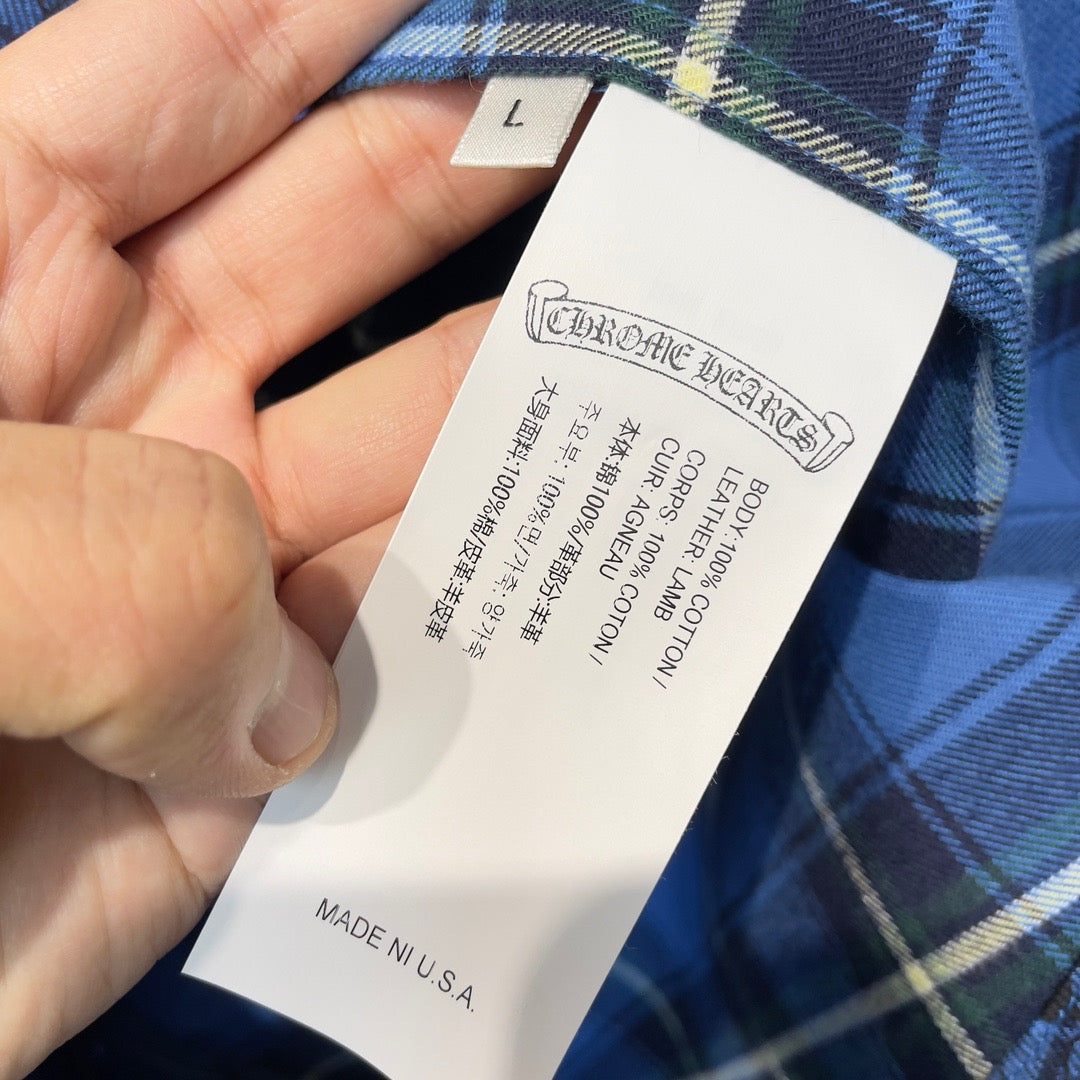 L
CHROME HEARTS
BODY:100% COTTON /
LEATHER: LAMB
CORPS: 100% COTON /
CUIR: AGNEAU
本体:锦100%/革部分:羊革
주요부: 100% 면/가죽: 양가죽
大身面料:100%棉/皮革:羊皮革
MADE NI U.S.A.